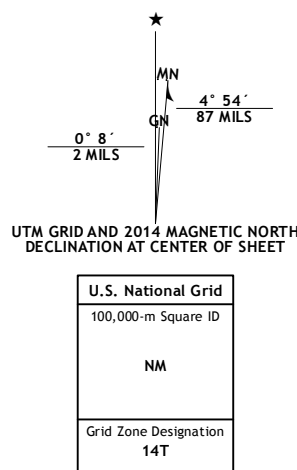 ★
MN
4° 54´
87 MILS
GN
0° 8´
2 MILS
UTM GRID AND 2014 MAGNETIC NORTH
DECLINATION AT CENTER OF SHEET
U.S. National Grid
100,000-m Square ID
NM
Grid Zone Designation
14T